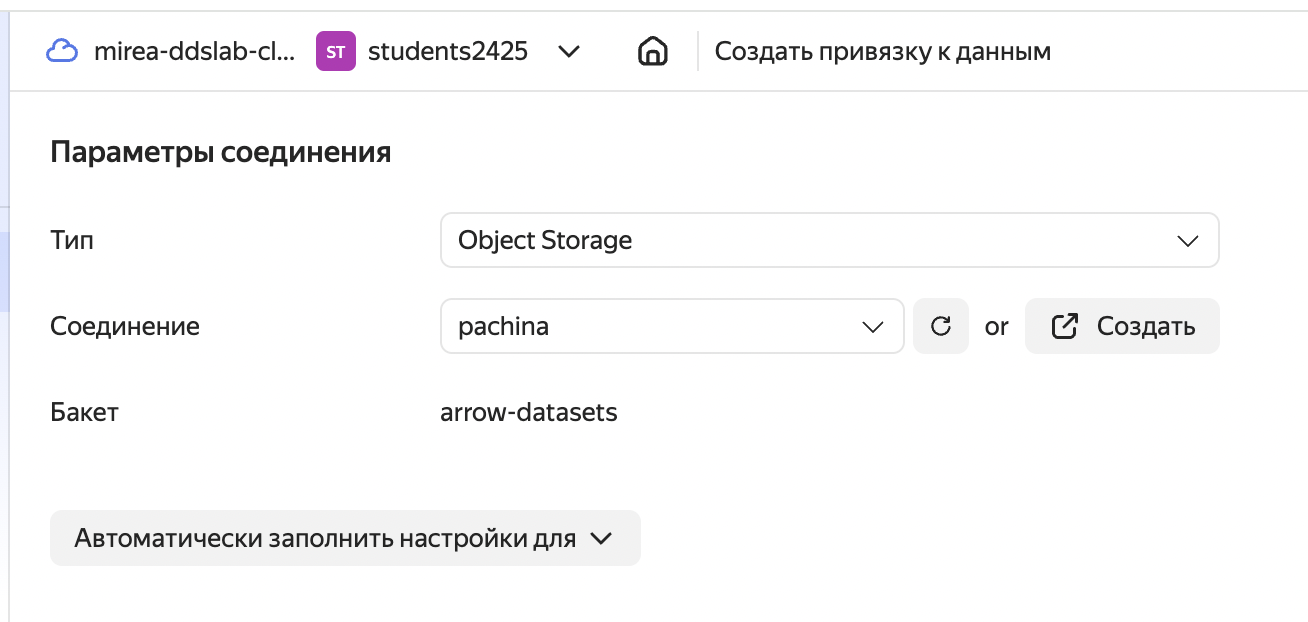 mirea-ddslab-cl... ST students2425 Создать привязку к данным
Параметры соединения
Тип Object Storage
Соединение pachina or Создать
Бакет arrow-datasets
Автоматически заполнить настройки для